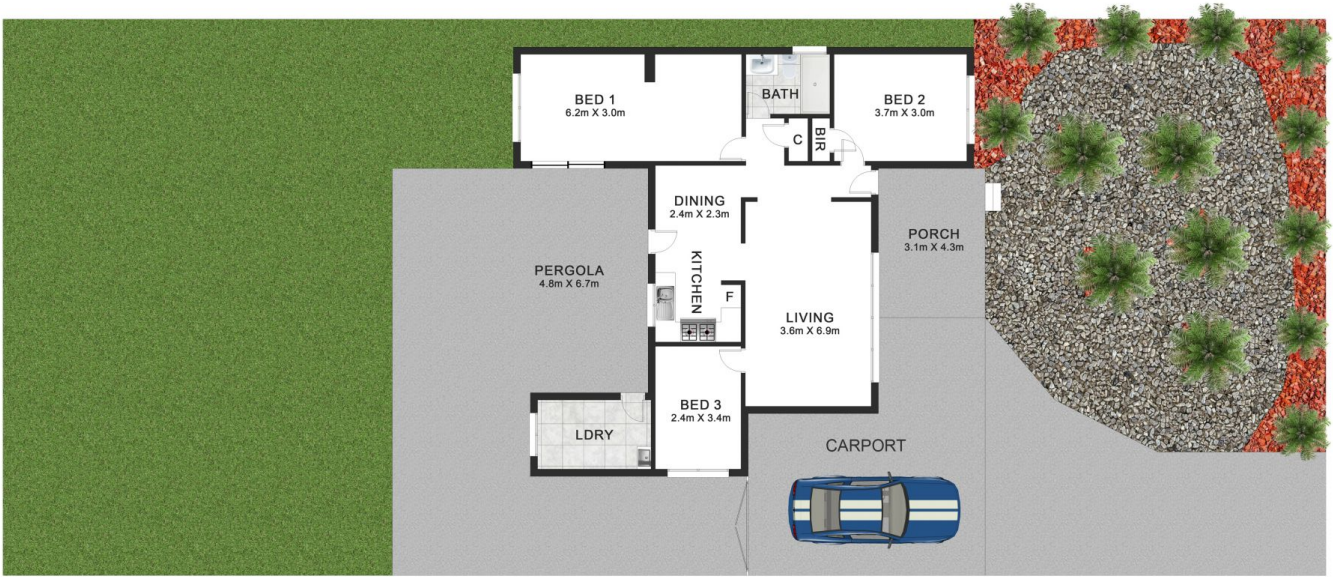 BED 1
6.2m X 3.0m
BATH
BED 2
3.7m X 3.0m
C
BIR
DINING
2.4m X 2.3m
PORCH
3.1m X 4.3m
PERGOLA
4.8m X 6.7m
KITCHEN
F
LIVING
3.6m X 6.9m
BED 3
2.4m X 3.4m
LDRY
CARPORT